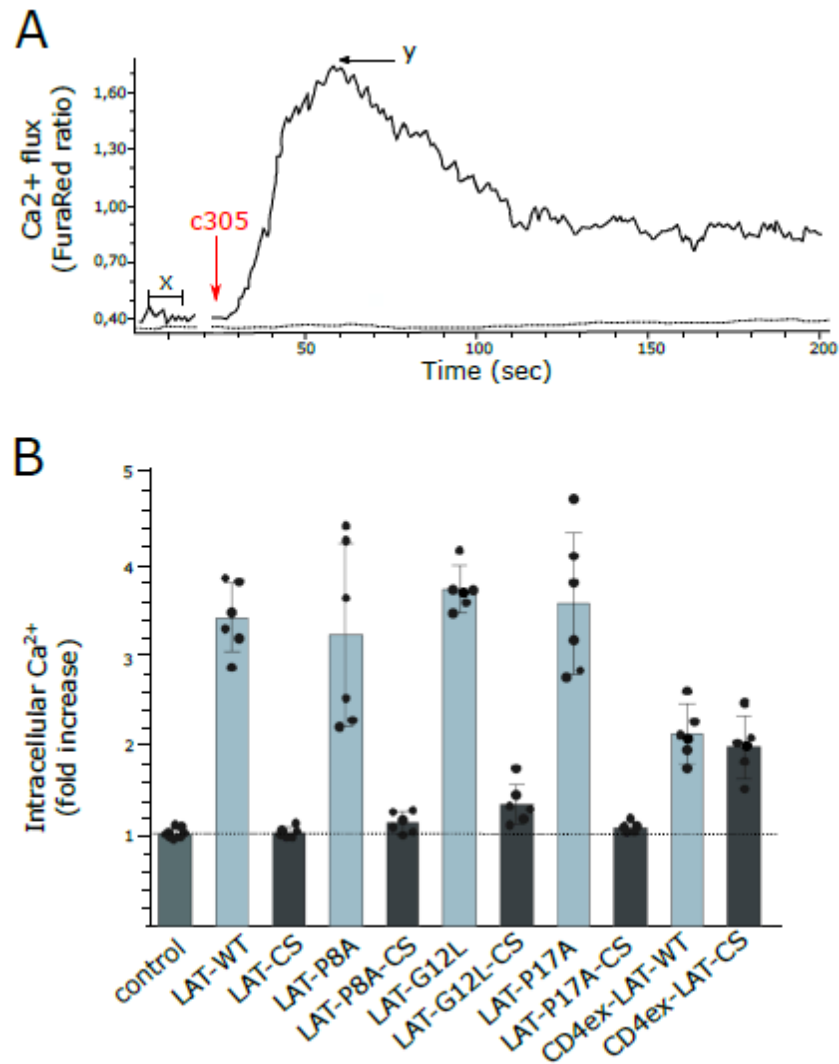 A
Ca2+ flux
(FuraRed ratio)
1,60
1,30
1,00
0,70
0,40
x
c305
y
50
100
150
200
Time (sec)
B
Intracellular Ca²⁺
(fold increase)
5
4
3
2
1
control
LAT-WT
LAT-CS
LAT-P8A
LAT-P8A-CS
LAT-G12L
LAT-G12L-CS
LAT-P17A
LAT-P17A-CS
CD4ex-LAT-WT
CD4ex-LAT-CS